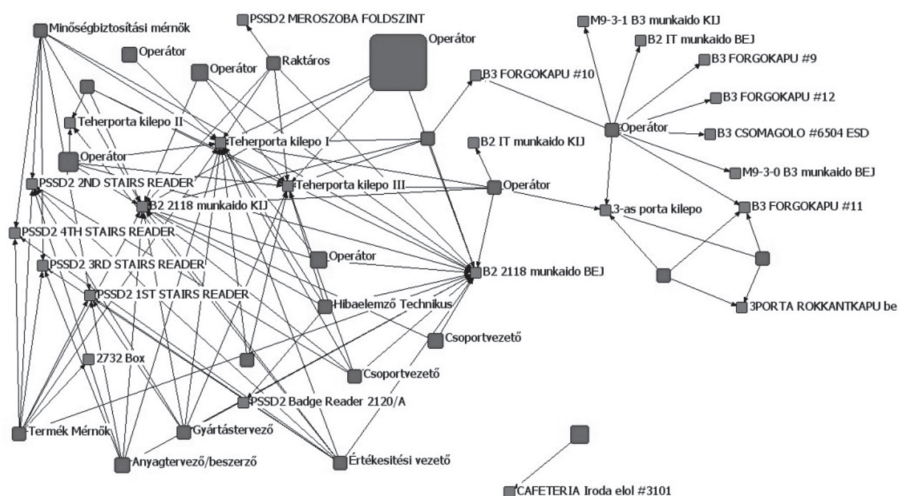 PSSD2 MEROSZOBA FOLDSZINT
M9-3-1 B3 munkaido KIJ
Minőségbiztosítási mérnök
Operátor
B2 IT munkaido BEJ
Operátor
Raktáros
B3 FORGOKAPU #9
Operátor
B3 FORGOKAPU #10
B3 FORGOKAPU #12
Teherporta kilepo II
Operátor
B3 CSOMAGOLO #6504 ESD
Teherporta kilepo I
B2 IT munkaido KIJ
Operátor
M9-3-0 B3 munkaido BEJ
PSSD2 2ND STAIRS READER
Teherporta kilepo III
Operátor
B2 2118 munkaido KIJ
3-as porta kilepo
B3 FORGOKAPU #11
PSSD2 4TH STAIRS READER
Operátor
PSSD2 3RD STAIRS READER
B2 2118 munkaido BEJ
PSSD2 1ST STAIRS READER
Hibaelemző Technikus
3PORTA ROKKANTKAPU be
Csoportvezető
2732 Box
Csoportvezető
PSSD2 Badge Reader 2120/A
Termék Mérnök
Gyártástervező
Anyagtervező/beszerző
Értékesitési vezető
CAFETERIA Iroda elol #3101